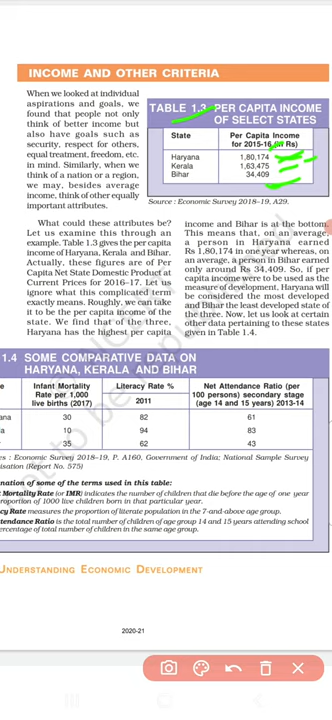 INCOME AND OTHER CRITERIA
When we looked at individual
aspirations and goals, we
found that people not only
think of better income but
also have goals such as
security, respect for others,
equal treatment, freedom, etc.
in mind. Similarly, when we
think of a nation or a region,
we may, besides average
income, think of other equally
important attributes.
TABLE 1.3 PER CAPITA INCOME
OF SELECT STATES
State Per Capita Income
for 2015-16 (in Rs)
Haryana 1,80,174
Kerala 1,63,475
Bihar 34,409
Source : Economic Survey 2018–19, A29.
What could these attributes be?
Let us examine this through an
example. Table 1.3 gives the per capita
income of Haryana, Kerala and Bihar.
Actually, these figures are of Per
Capita Net State Domestic Product at
Current Prices for 2016–17. Let us
ignore what this complicated term
exactly means. Roughly, we can take
it to be the per capita income of the
state. We find that of the three,
Haryana has the highest per capita
income and Bihar is at the bottom.
This means that, on an average,
a person in Haryana earned
Rs 1,80,174 in one year whereas, on
an average, a person in Bihar earned
only around Rs 34,409. So, if per
capita income were to be used as the
measure of development, Haryana will
be considered the most developed
and Bihar the least developed state of
the three. Now, let us look at certain
other data pertaining to these states
given in Table 1.4.
1.4 SOME COMPARATIVE DATA ON
HARYANA, KERALA AND BIHAR
e Infant Mortality Literacy Rate % Net Attendance Ratio (per
Rate per 1,000 100 persons) secondary stage
live births (2017) 2011 (age 14 and 15 years) 2013-14
ana 30 82 61
a 10 94 83
35 62 43
es : Economic Survey 2018–19, P. A160, Government of India; National Sample Survey
isation (Report No. 575)
nation of some of the terms used in this table:
t Mortality Rate (or IMR) indicates the number of children that die before the age of one year
proportion of 1000 live children born in that particular year.
cy Rate measures the proportion of literate population in the 7-and-above age group.
ttendance Ratio is the total number of children of age group 14 and 15 years attending school
ercentage of total number of children in the same age group.
UNDERSTANDING ECONOMIC DEVELOPMENT
2020-21